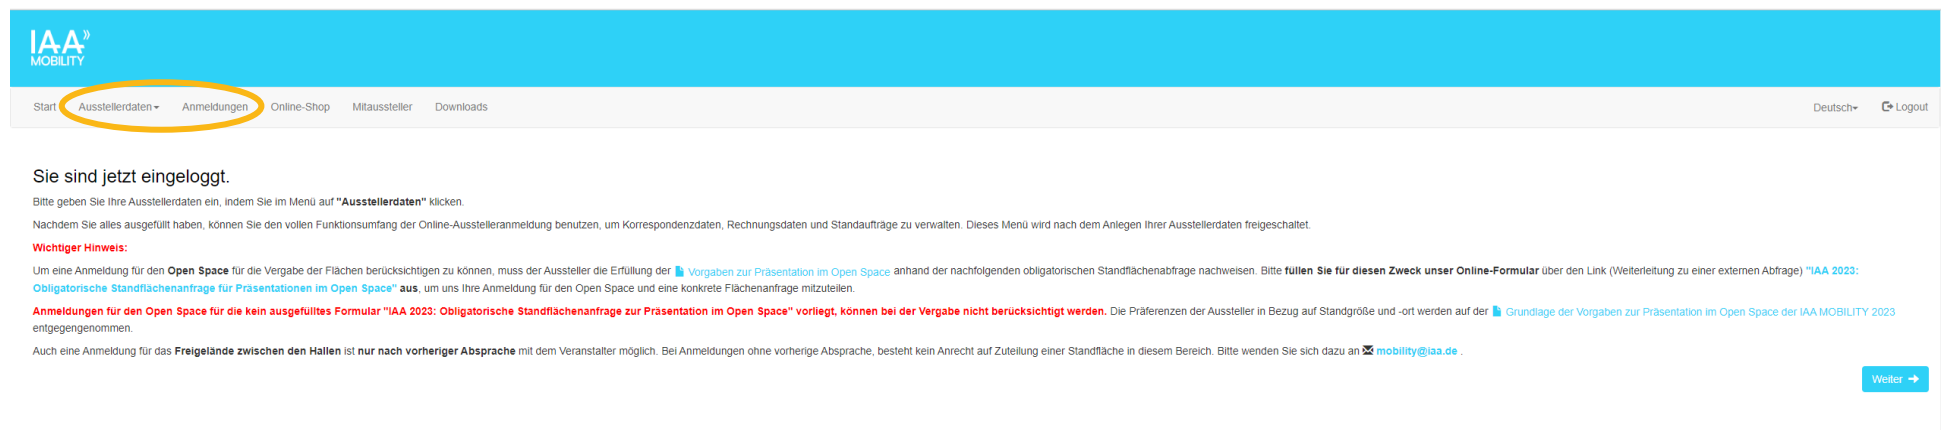 IAA»
MOBILITY
Start Ausstellerdaten Anmeldungen Online-Shop Mitaussteller Downloads Deutsch Logout
Sie sind jetzt eingeloggt.
Bitte geben Sie Ihre Ausstellerdaten ein, indem Sie im Menü auf "Ausstellerdaten" klicken.
Nachdem Sie alles ausgefüllt haben, können Sie den vollen Funktionsumfang der Online-Ausstelleranmeldung benutzen, um Korrespondenzdaten, Rechnungsdaten und Standaufträge zu verwalten. Dieses Menü wird nach dem Anlegen Ihrer Ausstellerdaten freigeschaltet.
Wichtiger Hinweis:
Um eine Anmeldung für den Open Space für die Vergabe der Flächen berücksichtigen zu können, muss der Aussteller die Erfüllung der Vorgaben zur Präsentation im Open Space anhand der nachfolgenden obligatorischen Standflächenabfrage nachweisen. Bitte füllen Sie für diesen Zweck unser Online-Formular über den Link (Weiterleitung zu einer externen Abfrage) "IAA 2023:
Obligatorische Standflächenanfrage für Präsentationen im Open Space" aus, um uns Ihre Anmeldung für den Open Space und eine konkrete Flächenanfrage mitzuteilen.
Anmeldungen für den Open Space für die kein ausgefülltes Formular "IAA 2023: Obligatorische Standflächenanfrage zur Präsentation im Open Space" vorliegt, können bei der Vergabe nicht berücksichtigt werden. Die Präferenzen der Aussteller in Bezug auf Standgröße und -ort werden auf der Grundlage der Vorgaben zur Präsentation im Open Space der IAA MOBILITY 2023
entgegengenommen.
Auch eine Anmeldung für das Freigelände zwischen den Hallen ist nur nach vorheriger Absprache mit dem Veranstalter möglich. Bei Anmeldungen ohne vorherige Absprache, besteht kein Anrecht auf Zuteilung einer Standfläche in diesem Bereich. Bitte wenden Sie sich dazu an mobility@iaa.de .
Weiter →